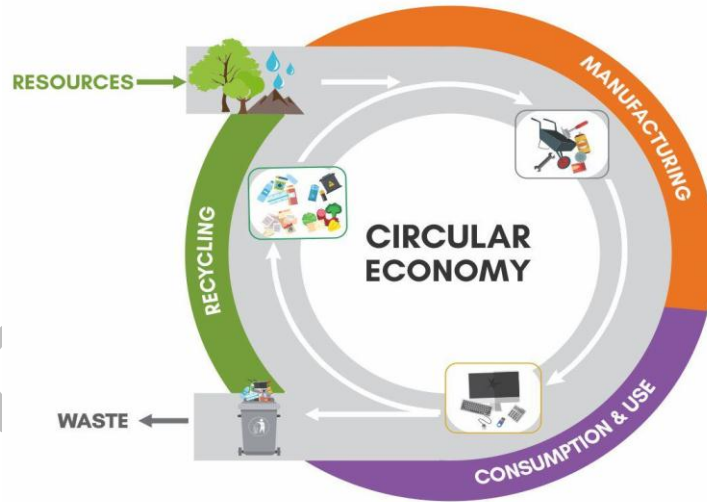 RESOURCES
MANUFACTURING
CIRCULAR
ECONOMY
RECYCLING
WASTE
CONSUMPTION & USE